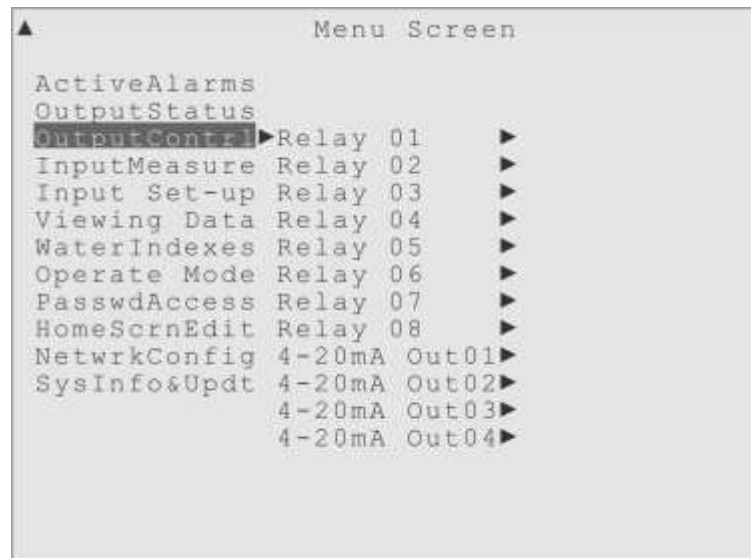 ▲ Menu Screen
ActiveAlarms
OutputStatus
OutputContrl►Relay 01 ►
InputMeasure Relay 02 ►
Input Set-up Relay 03 ►
Viewing Data Relay 04 ►
WaterIndexes Relay 05 ►
Operate Mode Relay 06 ►
PasswdAccess Relay 07 ►
HomeScrnEdit Relay 08 ►
NetwrkConfig 4-20mA Out01►
SysInfo&Updt 4-20mA Out02►
4-20mA Out03►
4-20mA Out04►